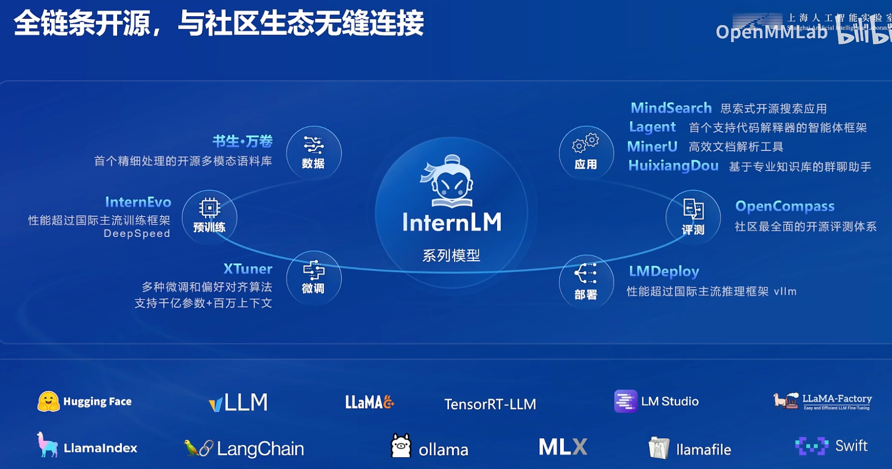 全链条开源，与社区生态无缝连接
上海人工智能实验室
OpenMMLab bilibili
书生·万卷
首个精细处理的开源多模态语料库
数据
InternEvo
性能超过国际主流训练框架
DeepSpeed
预训练
XTuner
多种微调和偏好对齐算法
支持千亿参数+百万上下文
微调
InternLM
系列模型
应用
MindSearch 思索式开源搜索应用
Lagent 首个支持代码解释器的智能体框架
MinerU 高效文档解析工具
HuixiangDou 基于专业知识库的群聊助手
评测
OpenCompass
社区最全面的开源评测体系
部署
LMDeploy
性能超过国际主流推理框架 vllm
Hugging Face
vLLM
LLaMA
TensorRT-LLM
LM Studio
LLaMA-Factory
Easy and Efficient LLM Fine Tuning
LlamaIndex
LangChain
ollama
MLX
llamafile
Swift